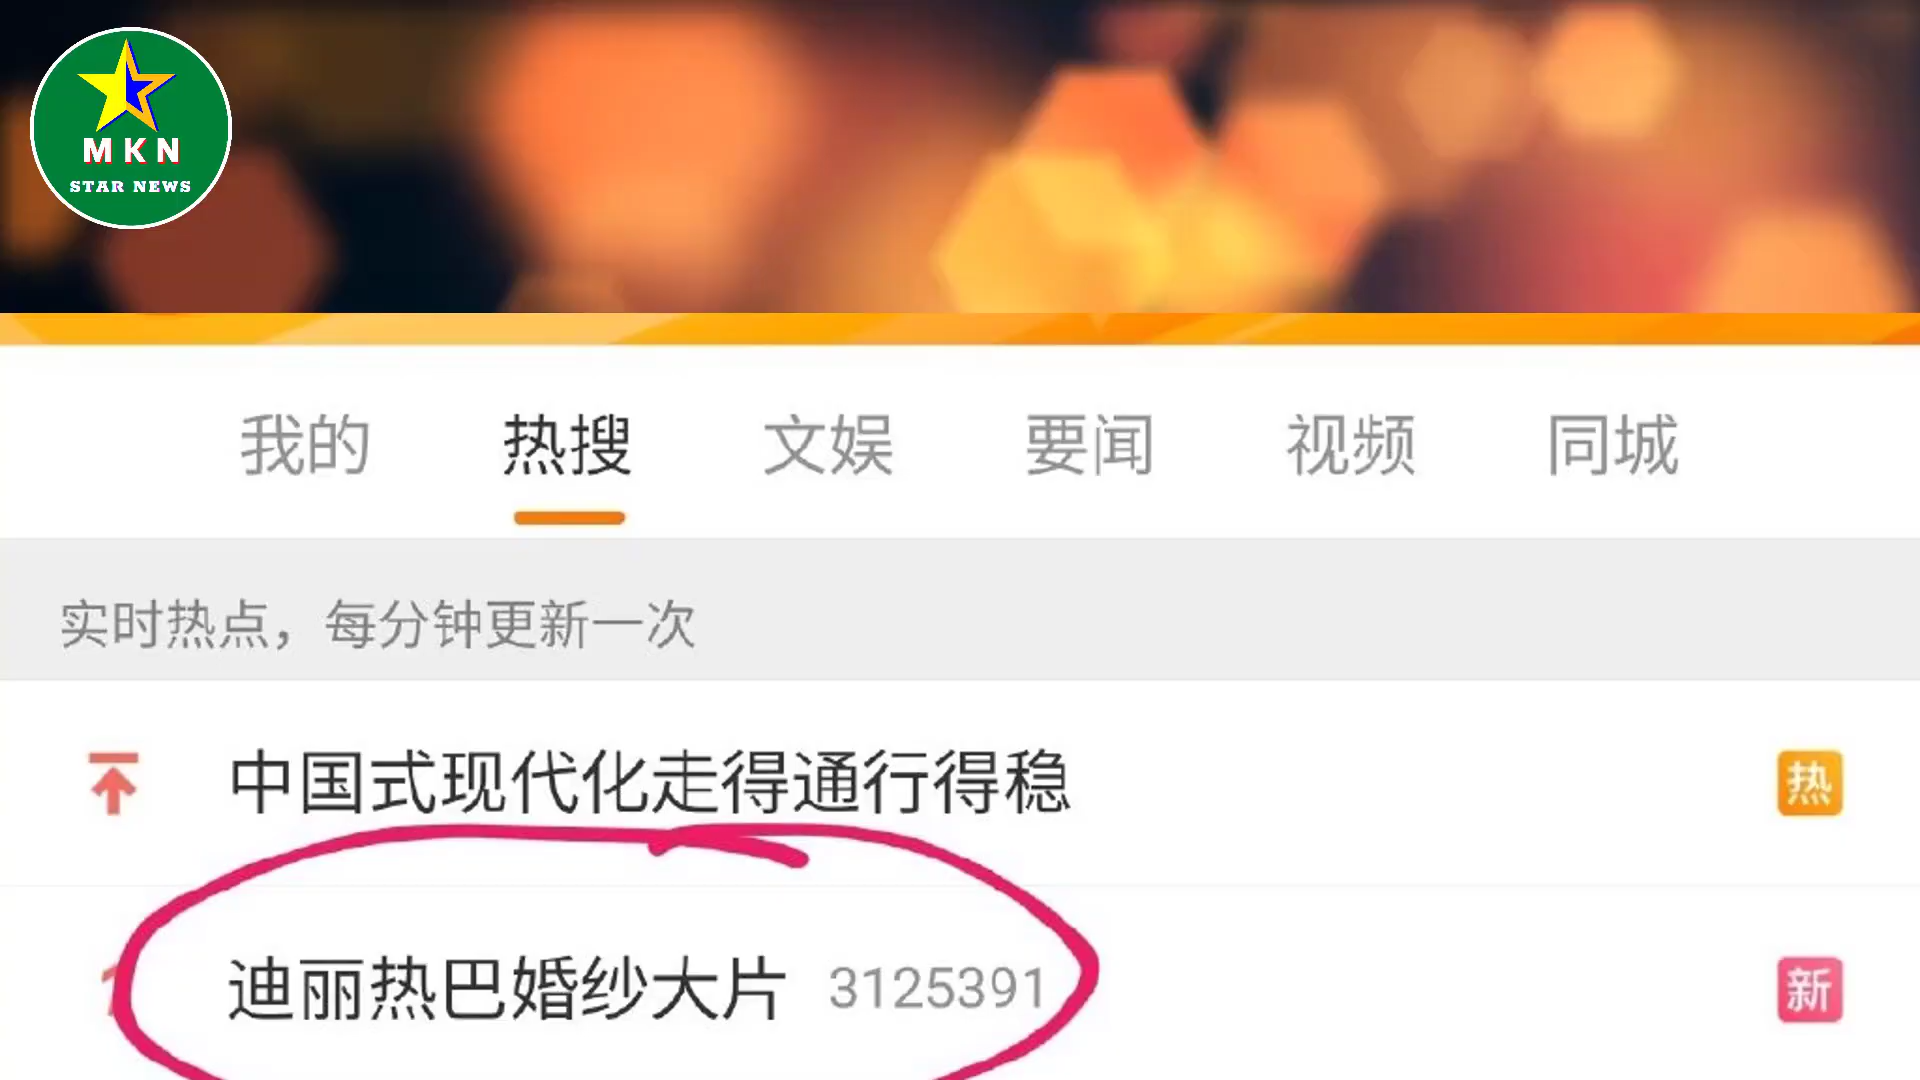 MKN
STAR NEWS
我的 热搜 文娱 要闻 视频 同城
实时热点，每分钟更新一次
中国式现代化走得通行得稳 热
迪丽热巴婚纱大片 3125391 新